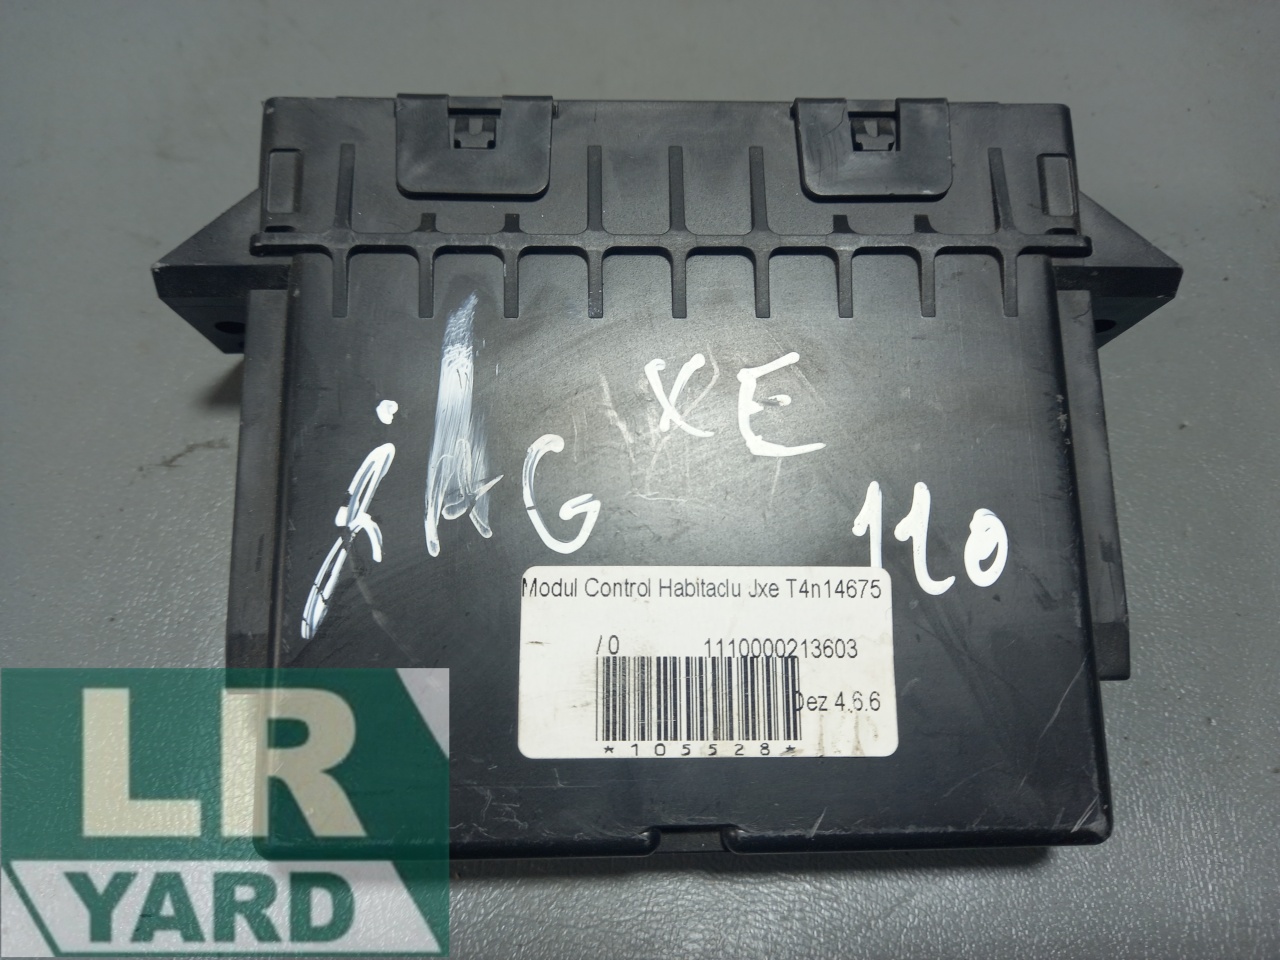 XE
jAG
110
Modul Control Habitaclu Jxe T4n14675
/ 0 1110000213603
Dez 4.6.6
*105528*
LR
YARD